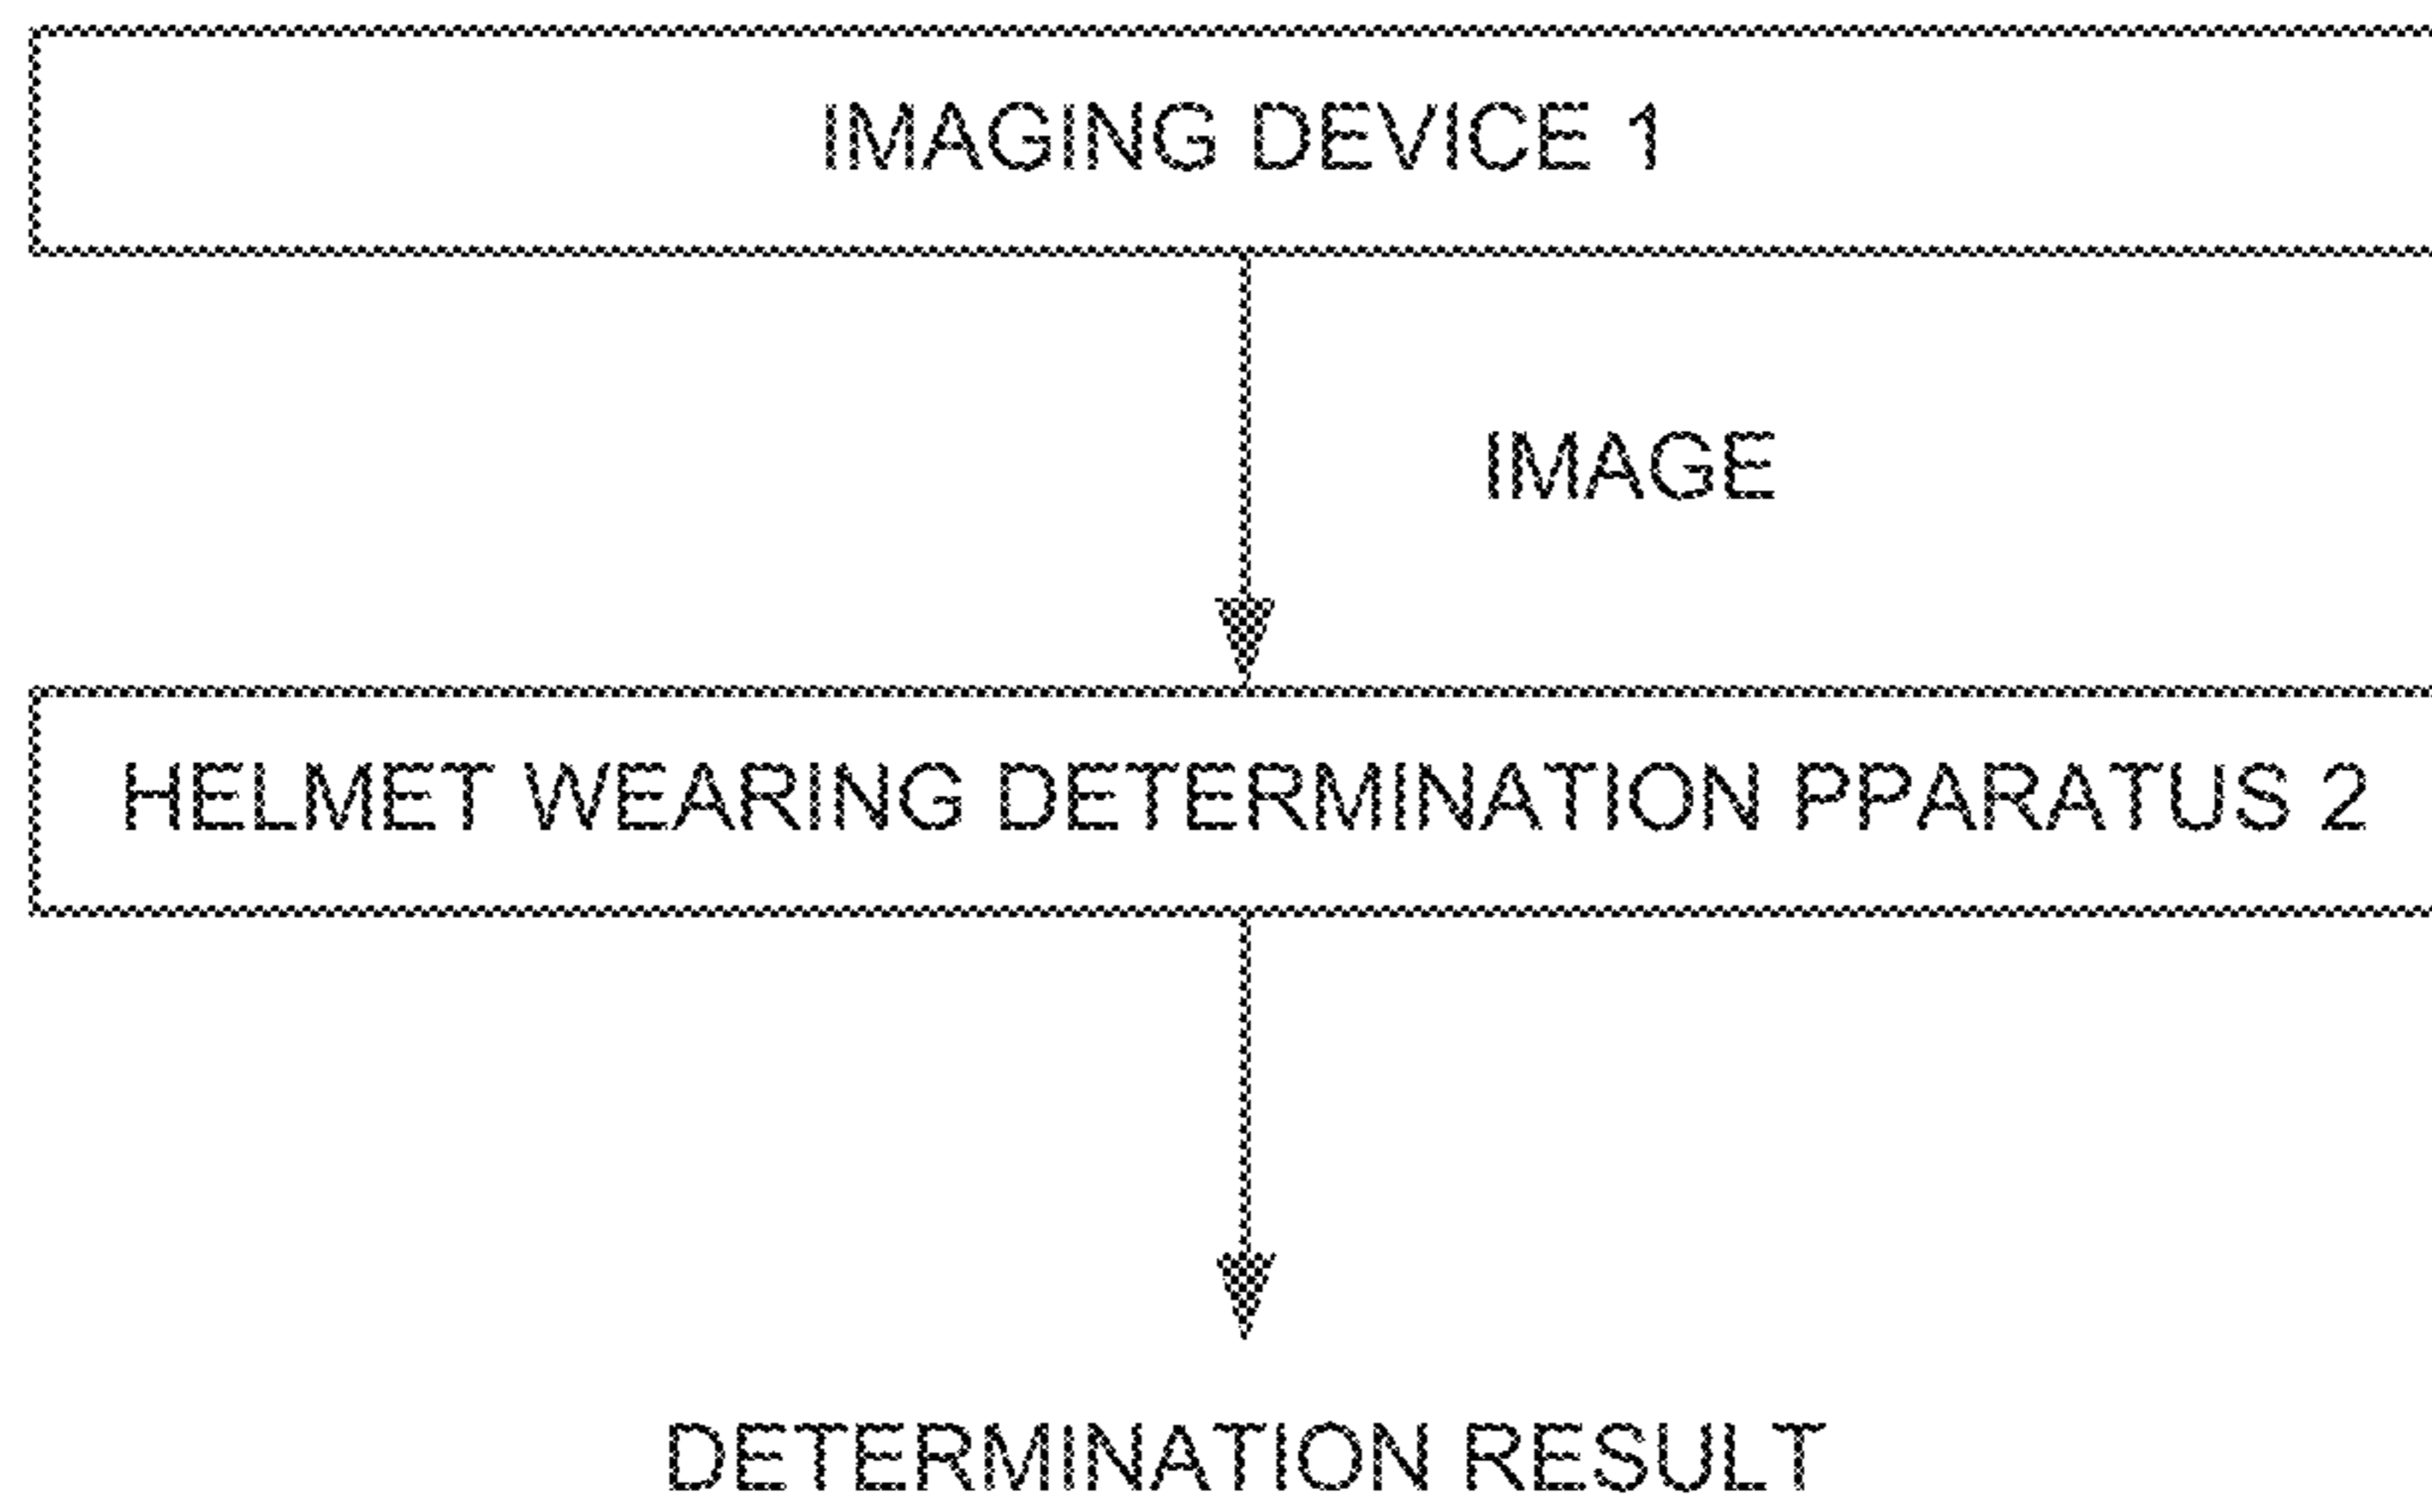 IMAGING DEVICE 1
IMAGE
HELMET WEARING DETERMINATION PPARATUS 2
DETERMINATION RESULT